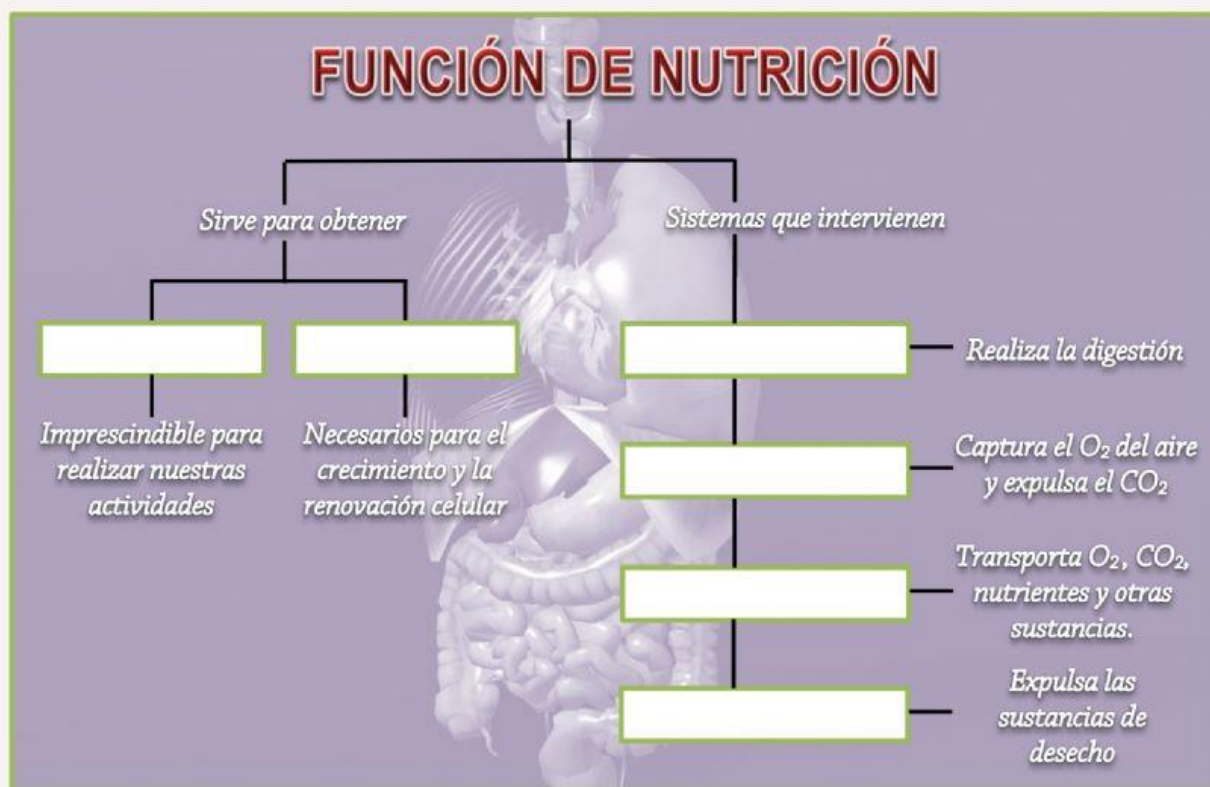 FUNCIÓN DE NUTRICIÓN
Sirve para obtener
Sistemas que intervienen
Realiza la digestión
Imprescindible para
realizar nuestras
actividades
Necesarios para el
crecimiento y la
renovación celular
Captura el O₂ del aire
y expulsa el CO₂
Transporta O₂, CO₂,
nutrientes y otras
sustancias.
Expulsa las
sustancias de
desecho